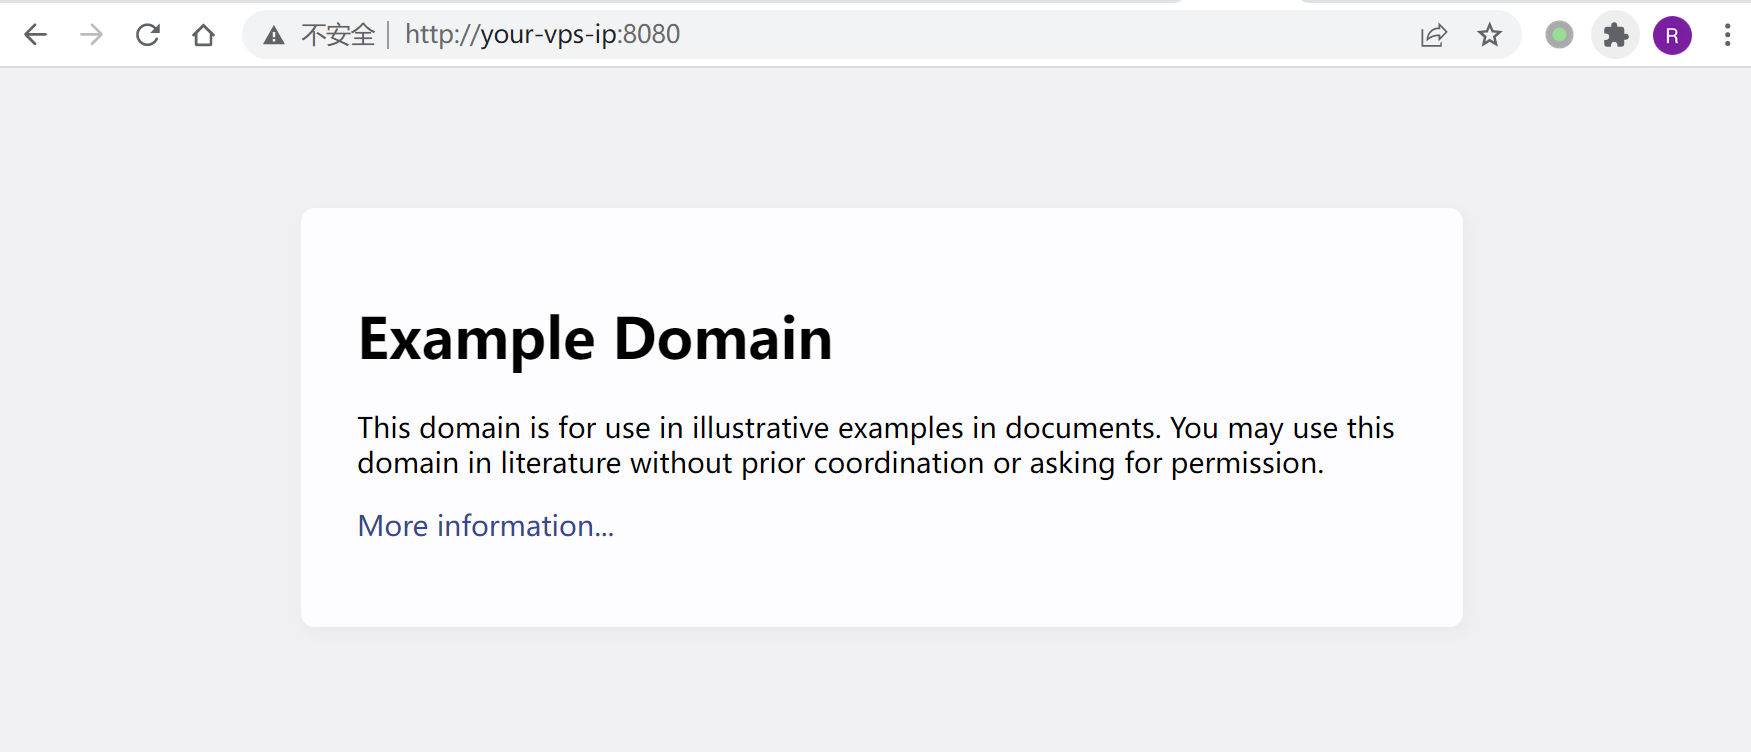 不安全 | http://your-vps-ip:8080
R
Example Domain
This domain is for use in illustrative examples in documents. You may use this
domain in literature without prior coordination or asking for permission.
More information...